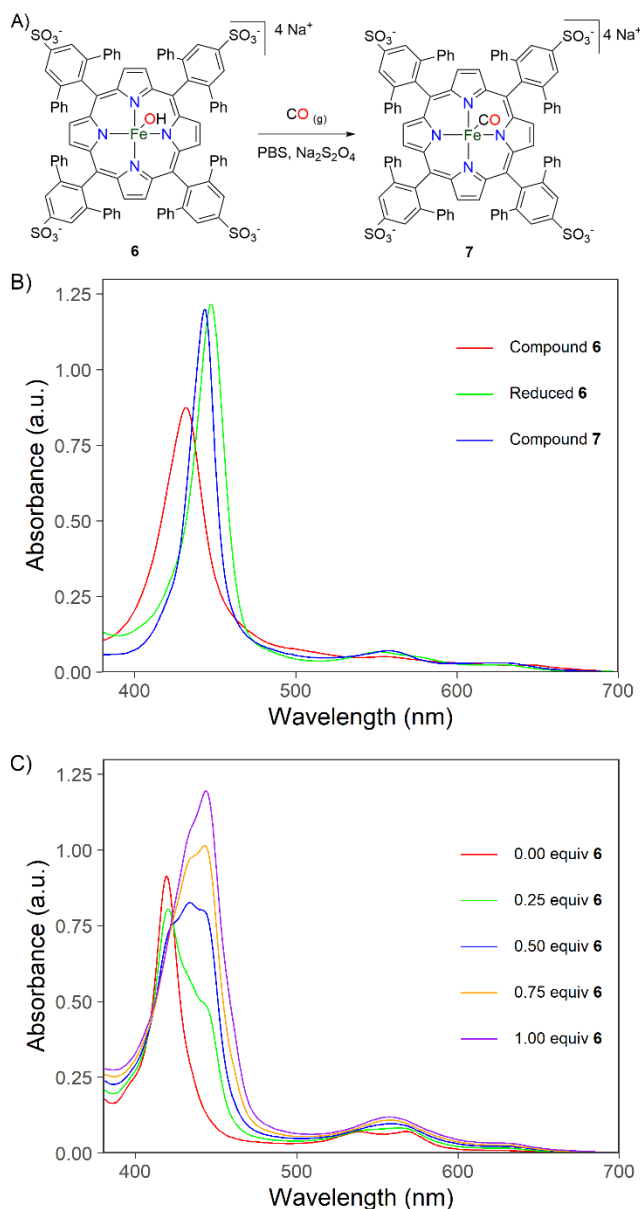 A)
SO₃⁻ SO₃⁻ 4 Na⁺ SO₃⁻ SO₃⁻ 4 Na⁺
Ph Ph Ph Ph
Ph Ph Ph Ph
N OH N CO
N Fe N CO (g) N Fe N
N PBS, Na₂S₂O₄ N
Ph Ph Ph Ph
Ph Ph Ph Ph
SO₃⁻ SO₃⁻ SO₃⁻ SO₃⁻
6 7
B)
1.25
1.00
0.75
0.50
0.25
0.00
Absorbance (a.u.)
Compound 6
Reduced 6
Compound 7
400 500 600 700
Wavelength (nm)
C)
1.25
1.00
0.75
0.50
0.25
0.00
Absorbance (a.u.)
0.00 equiv 6
0.25 equiv 6
0.50 equiv 6
0.75 equiv 6
1.00 equiv 6
400 500 600 700
Wavelength (nm)